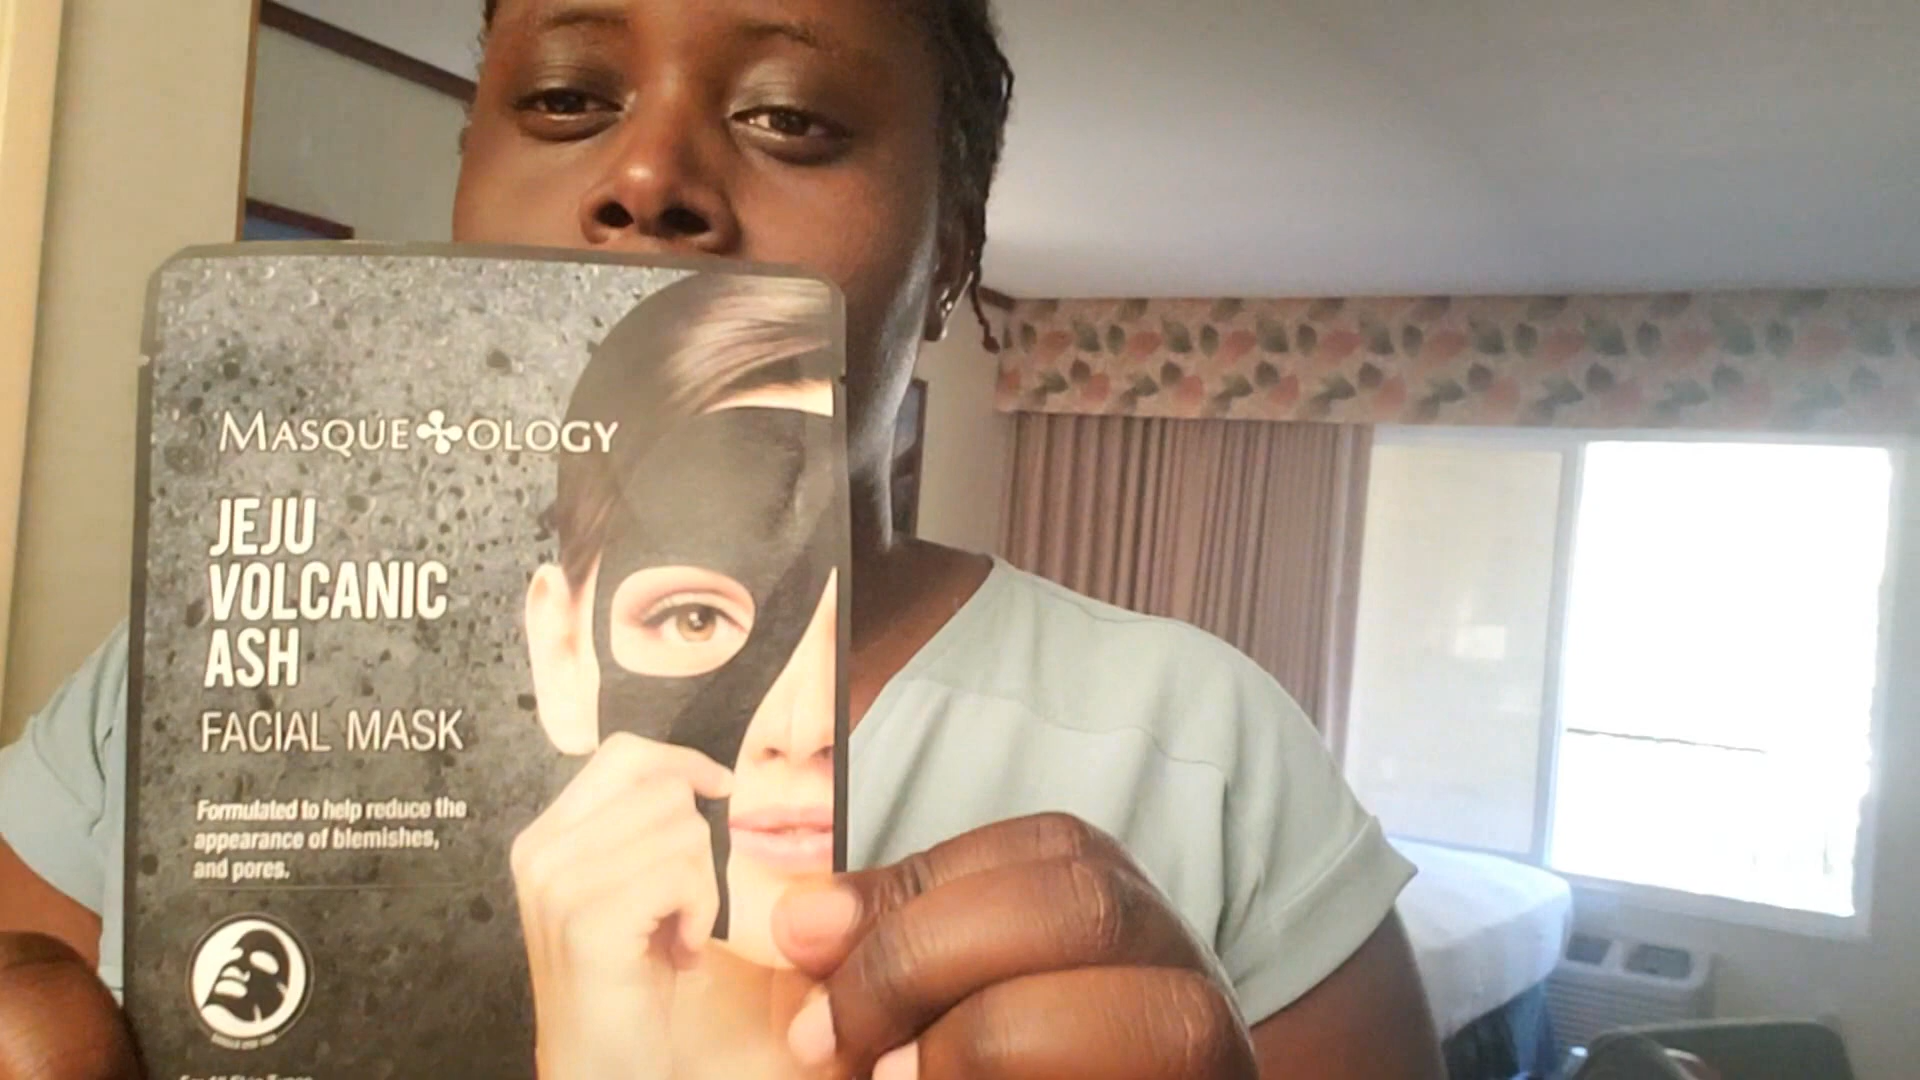 MASQUE OLOGY
JEJU
VOLCANIC
ASH
FACIAL MASK
Formulated to help reduce the
appearance of blemishes,
and pores.